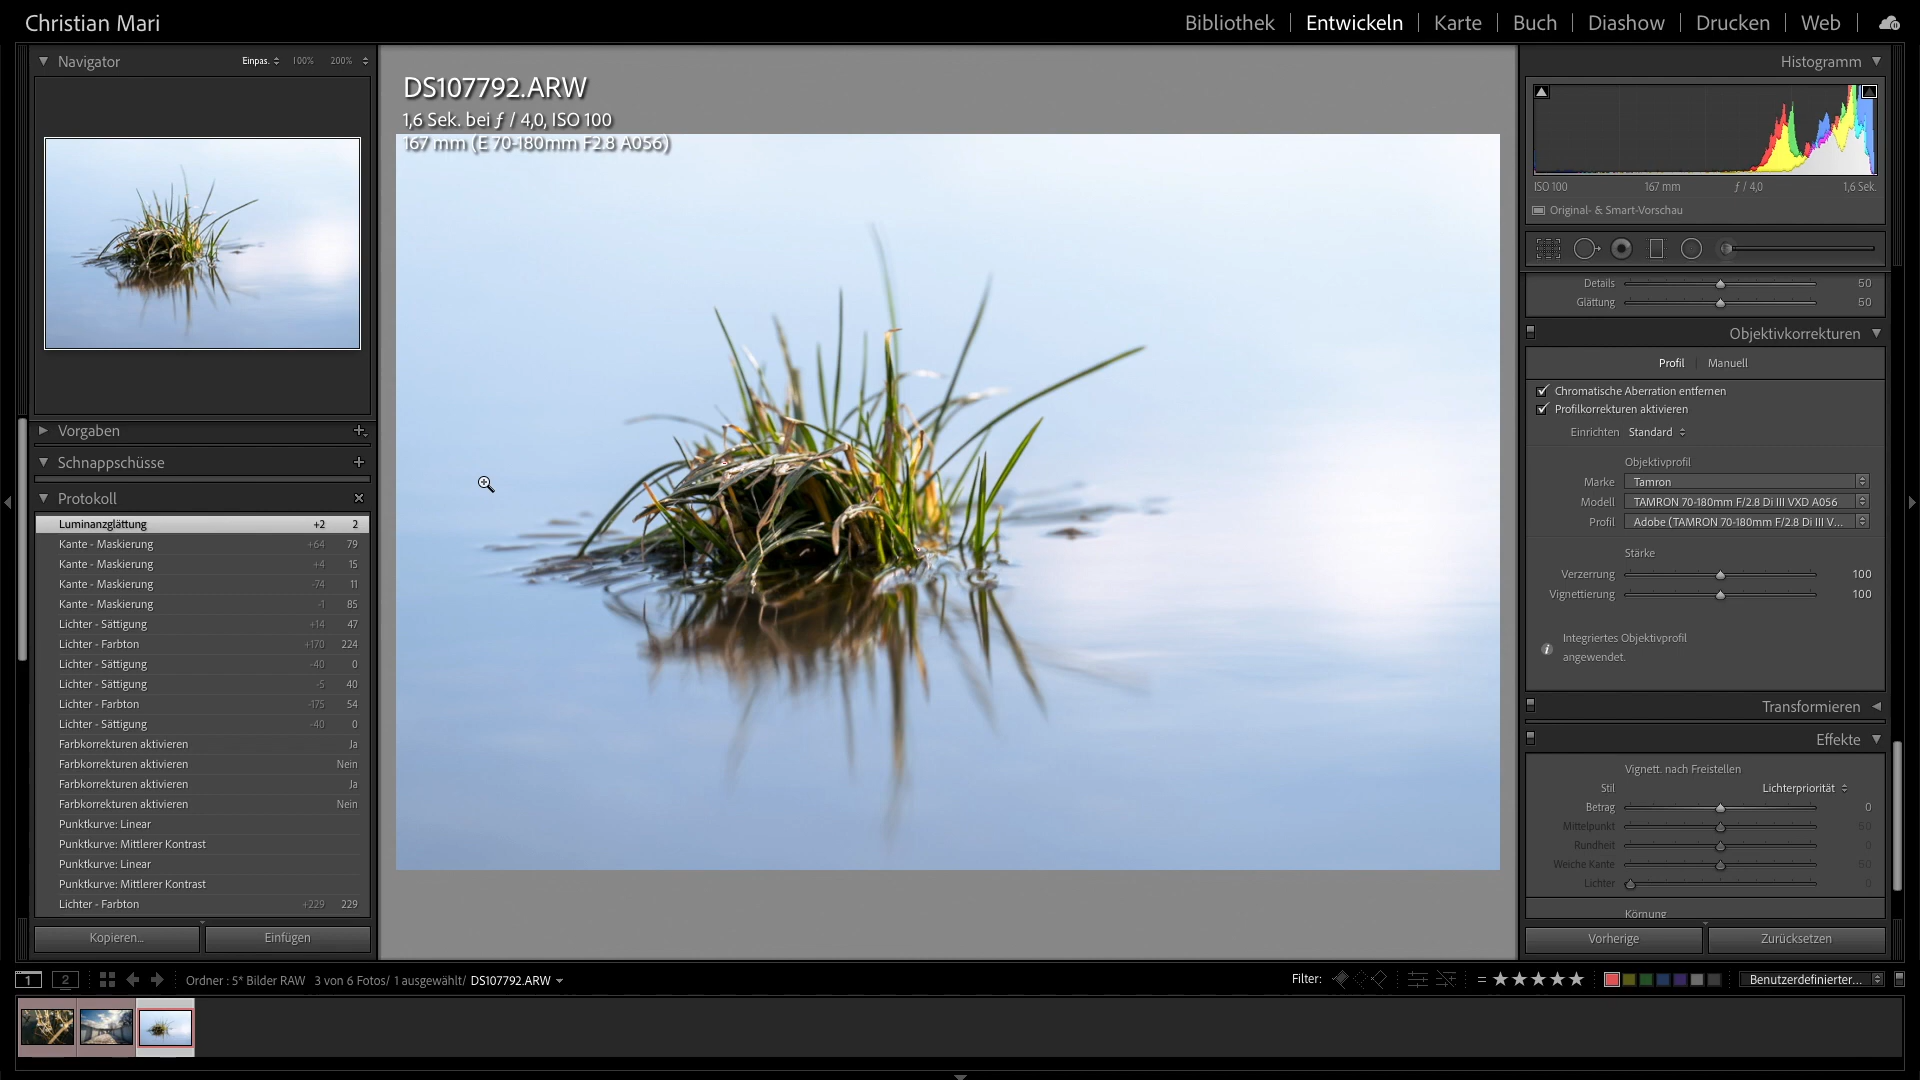 Christian Mari
Bibliothek | Entwickeln | Karte | Buch | Diashow | Drucken | Web
Navigator Einpas. 100% 200%
Vorgaben
Schnappschüsse
Protokoll
Luminanzglättung +2 2
Kante - Maskierung +64 79
Kante - Maskierung +4 15
Kante - Maskierung -74 11
Kante - Maskierung -1 85
Lichter - Sättigung +14 47
Lichter - Farbton +170 224
Lichter - Sättigung -40 0
Lichter - Sättigung -5 40
Lichter - Farbton -175 54
Lichter - Sättigung -40 0
Farbkorrekturen aktivieren Ja
Farbkorrekturen aktivieren Nein
Farbkorrekturen aktivieren Ja
Farbkorrekturen aktivieren Nein
Punktkurve: Linear
Punktkurve: Mittlerer Kontrast
Punktkurve: Linear
Punktkurve: Mittlerer Kontrast
Lichter - Farbton +229 229
Kopieren... Einfügen
DS107792.ARW
1,6 Sek. bei ƒ / 4,0, ISO 100
167 mm (E 70-180mm F2.8 A056)
Histogramm
ISO 100 167 mm ƒ / 4,0 1,6 Sek.
Original- & Smart-Vorschau
Details 50
Glättung 50
Objektivkorrekturen
Profil | Manuell
Chromatische Aberration entfernen
Profilkorrekturen aktivieren
Einrichten Standard
Objektivprofil
Marke Tamron
Modell TAMRON 70-180mm F/2.8 Di III VXD A056
Profil Adobe (TAMRON 70-180mm F/2.8 Di III V...
Stärke
Verzerrung 100
Vignettierung 100
Integriertes Objektivprofil
angewendet.
Transformieren
Effekte
Vignett. nach Freistellen
Stil Lichterpriorität
Betrag 0
Mittelpunkt 50
Rundheit 0
Weiche Kante 50
Lichter 0
Körnung
Vorherige Zurücksetzen
1 2 Ordner : 5* Bilder RAW 3 von 6 Fotos/ 1 ausgewählt/ DS107792.ARW Filter: = ★★★★★ Benutzerdefinierter...